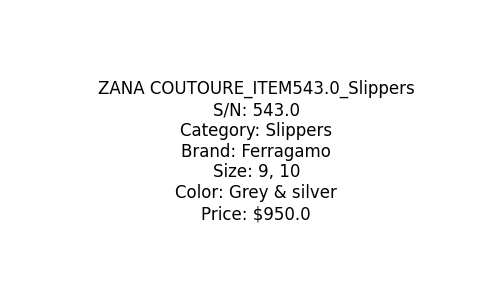 ZANA COUTOURE_ITEM543.0_Slippers
S/N: 543.0
Category: Slippers
Brand: Ferragamo
Size: 9, 10
Color: Grey & silver
Price: $950.0